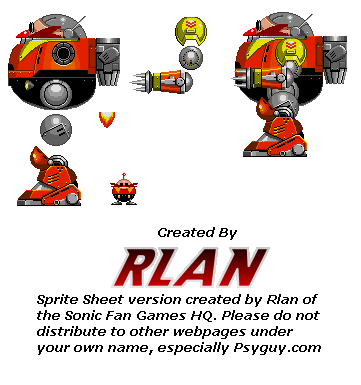 Created By
RLAN
Sprite Sheet version created by Rlan of
the Sonic Fan Games HQ. Please do not
distribute to other webpages under
your own name, especially Psyguy.com